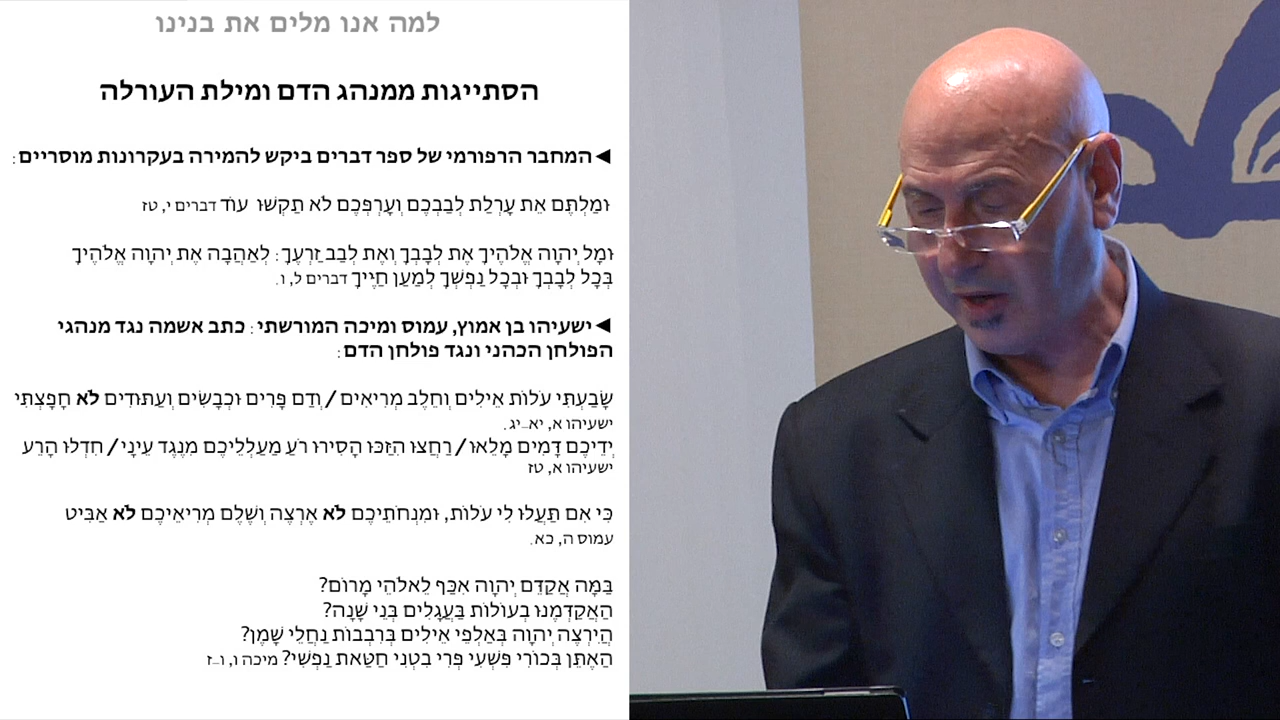 למה אנו מלים את בנינו
הסתייגות ממנהג הדם ומילת העורלה
◄המחבר הרפורמי של ספר דברים ביקש להמירה בעקרונות מוסריים:
וּמַלְתֶּם אֵת עָרְלַת לְבַבְכֶם וְעָרְפְּכֶם לֹא תַקְשׁוּ עוֹד דברים י, טז
וּמָל יְהוָה אֱלֹהֶיךָ אֶת לְבָבְךָ וְאֶת לְבַב זַרְעֶךָ: לְאַהֲבָה אֶת יְהוָה אֱלֹהֶיךָ
בְּכָל לְבָבְךָ וּבְכָל נַפְשְׁךָ לְמַעַן חַיֶּיךָ דברים ל, ו.
◄ישעיהו בן אמוץ, עמוס ומיכה המורשתי: כתב אשמה נגד מנהגי
הפולחן הכהני ונגד פולחן הדם:
שָׂבַעְתִּי עֹלוֹת אֵילִים וְחֵלֶב מְרִיאִים / וְדַם פָּרִים וּכְבָשִׂים וְעַתּוּדִים לֹא חָפָצְתִּי
ישעיהו א, יא–יג.
יְדֵיכֶם דָּמִים מָלֵאוּ / רַחֲצוּ הִזַּכּוּ הָסִירוּ רֹעַ מַעַלְלֵיכֶם מִנֶּגֶד עֵינָי / חִדְלוּ הָרֵעַ
ישעיהו א, טז
כִּי אִם תַּעֲלוּ לִי עֹלוֹת, וּמִנְחֹתֵיכֶם לֹא אֶרְצֶה וְשֶׁלֶם מְרִיאֵיכֶם לֹא אַבִּיט
עמוס ה, כא.
בַּמָּה אֲקַדֵּם יְהוָה אִכַּף לֵאלֹהֵי מָרוֹם?
הַאֲקַדְּמֶנּוּ בְעוֹלוֹת בַּעֲגָלִים בְּנֵי שָׁנָה?
הֲיִרְצֶה יְהוָה בְּאַלְפֵי אֵילִים בְּרִבְבוֹת נַחֲלֵי שָׁמֶן?
הַאֶתֵּן בְּכוֹרִי פִּשְׁעִי פְּרִי בִטְנִי חַטַּאת נַפְשִׁי? מיכה ו, ו–ז